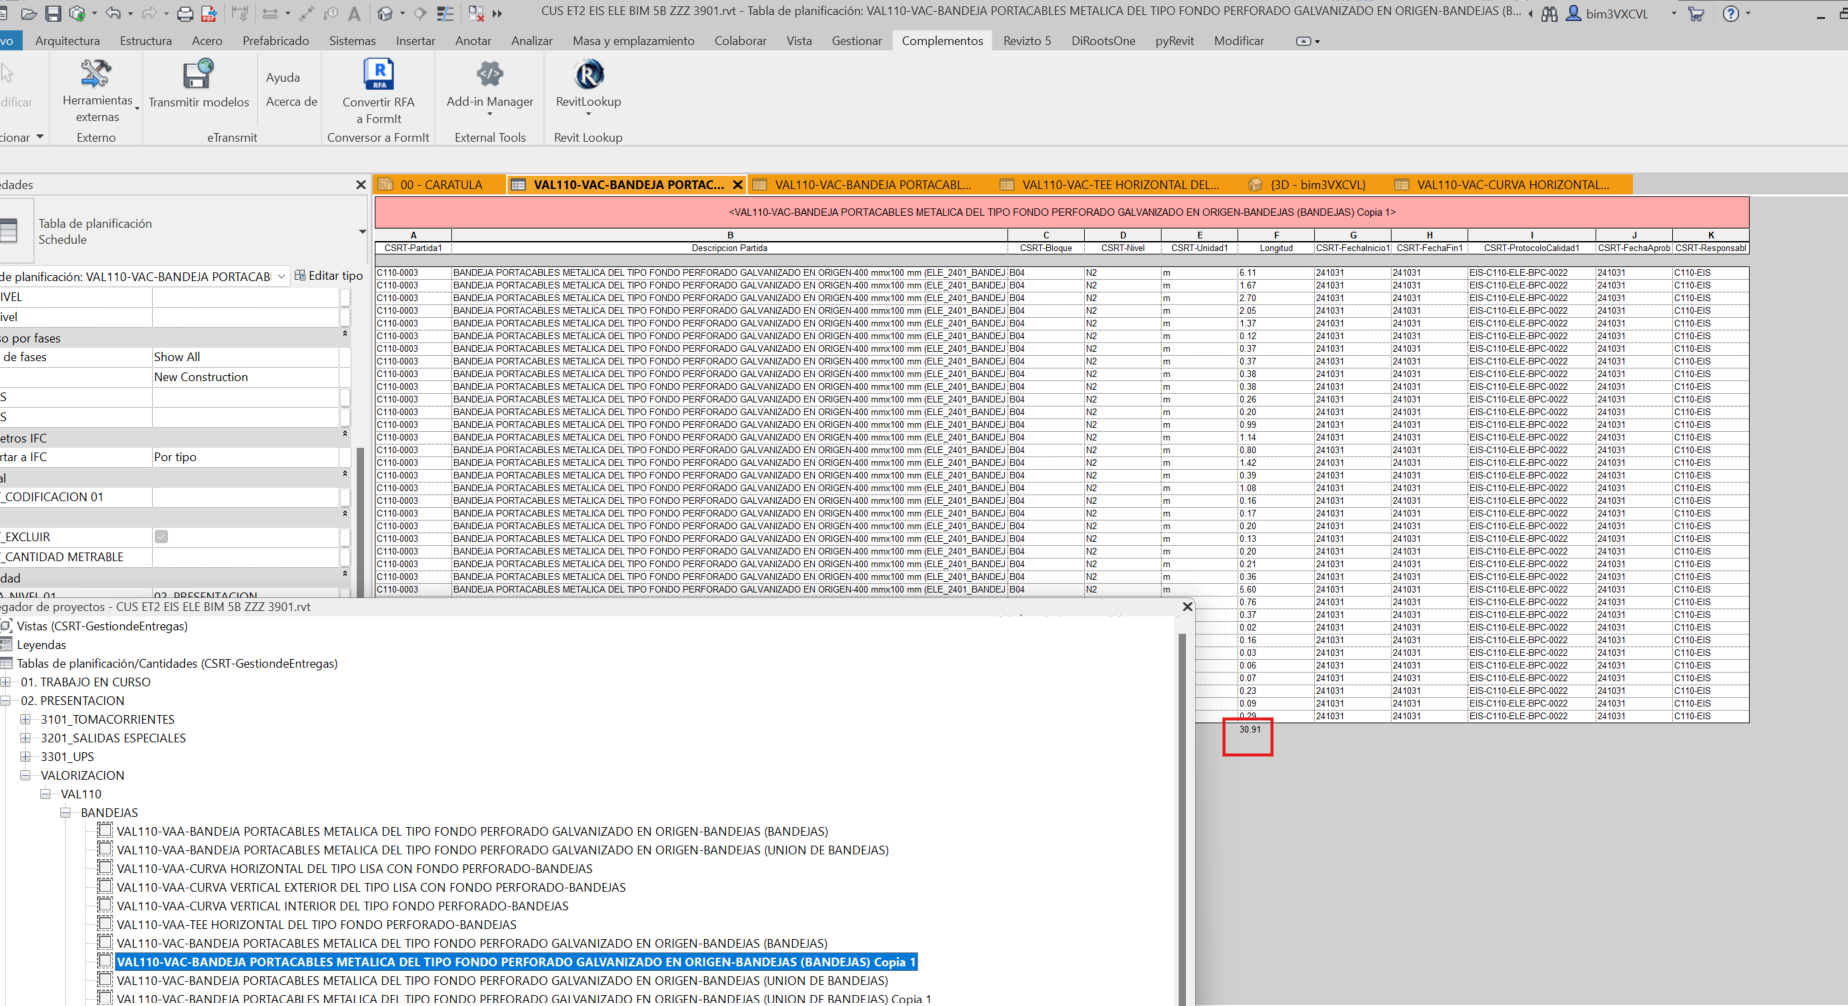 CUS ET2 EIS ELE BIM 5B ZZZ 3901.rvt - Tabla de planificación: VAL110-VAC-BANDEJA PORTACABLES METALICA DEL TIPO FONDO PERFORADO GALVANIZADO EN ORIGEN-BANDEJAS (B... bim3VXCVL
vo Arquitectura Estructura Acero Prefabricado Sistemas Insertar Anotar Analizar Masa y emplazamiento Colaborar Vista Gestionar Complementos Revizto 5 DiRootsOne pyRevit Modificar
dificar Herramientas externas Transmitir modelos Ayuda Acerca de Convertir RFA a FormIt Add-in Manager RevitLookup
cionar Externo eTransmit Conversor a FormIt External Tools Revit Lookup
edades
00 - CARATULA VAL110-VAC-BANDEJA PORTAC... VAL110-VAC-BANDEJA PORTACABL... VAL110-VAC-TEE HORIZONTAL DEL... {3D - bim3VXCVL} VAL110-VAC-CURVA HORIZONTAL...
Tabla de planificación
Schedule
de planificación: VAL110-VAC-BANDEJA PORTACAB Editar tipo
IVEL
ivel
so por fases
de fases Show All
New Construction
S
S
etros IFC
rtar a IFC Por tipo
al
_CODIFICACION 01
_EXCLUIR
_CANTIDAD METRABLE
dad
A NIVEL 01 02. PRESENTACION
<VAL110-VAC-BANDEJA PORTACABLES METALICA DEL TIPO FONDO PERFORADO GALVANIZADO EN ORIGEN-BANDEJAS (BANDEJAS) Copia 1>
A B C D E F G H I J K
CSRT-Partida1 Descripcion Partida CSRT-Bloque CSRT-Nivel CSRT-Unidad1 Longitud CSRT-FechaInicio1 CSRT-FechaFin1 CSRT-ProtocoloCalidad1 CSRT-FechaAprob CSRT-Responsabl
C110-0003 BANDEJA PORTACABLES METALICA DEL TIPO FONDO PERFORADO GALVANIZADO EN ORIGEN-400 mmx100 mm (ELE_2401_BANDEJ B04 N2 m 6.11 241031 241031 EIS-C110-ELE-BPC-0022 241031 C110-EIS
C110-0003 BANDEJA PORTACABLES METALICA DEL TIPO FONDO PERFORADO GALVANIZADO EN ORIGEN-400 mmx100 mm (ELE_2401_BANDEJ B04 N2 m 1.67 241031 241031 EIS-C110-ELE-BPC-0022 241031 C110-EIS
C110-0003 BANDEJA PORTACABLES METALICA DEL TIPO FONDO PERFORADO GALVANIZADO EN ORIGEN-400 mmx100 mm (ELE_2401_BANDEJ B04 N2 m 2.70 241031 241031 EIS-C110-ELE-BPC-0022 241031 C110-EIS
C110-0003 BANDEJA PORTACABLES METALICA DEL TIPO FONDO PERFORADO GALVANIZADO EN ORIGEN-400 mmx100 mm (ELE_2401_BANDEJ B04 N2 m 2.05 241031 241031 EIS-C110-ELE-BPC-0022 241031 C110-EIS
C110-0003 BANDEJA PORTACABLES METALICA DEL TIPO FONDO PERFORADO GALVANIZADO EN ORIGEN-400 mmx100 mm (ELE_2401_BANDEJ B04 N2 m 1.37 241031 241031 EIS-C110-ELE-BPC-0022 241031 C110-EIS
C110-0003 BANDEJA PORTACABLES METALICA DEL TIPO FONDO PERFORADO GALVANIZADO EN ORIGEN-400 mmx100 mm (ELE_2401_BANDEJ B04 N2 m 0.12 241031 241031 EIS-C110-ELE-BPC-0022 241031 C110-EIS
C110-0003 BANDEJA PORTACABLES METALICA DEL TIPO FONDO PERFORADO GALVANIZADO EN ORIGEN-400 mmx100 mm (ELE_2401_BANDEJ B04 N2 m 0.37 241031 241031 EIS-C110-ELE-BPC-0022 241031 C110-EIS
C110-0003 BANDEJA PORTACABLES METALICA DEL TIPO FONDO PERFORADO GALVANIZADO EN ORIGEN-400 mmx100 mm (ELE_2401_BANDEJ B04 N2 m 0.37 241031 241031 EIS-C110-ELE-BPC-0022 241031 C110-EIS
C110-0003 BANDEJA PORTACABLES METALICA DEL TIPO FONDO PERFORADO GALVANIZADO EN ORIGEN-400 mmx100 mm (ELE_2401_BANDEJ B04 N2 m 0.38 241031 241031 EIS-C110-ELE-BPC-0022 241031 C110-EIS
C110-0003 BANDEJA PORTACABLES METALICA DEL TIPO FONDO PERFORADO GALVANIZADO EN ORIGEN-400 mmx100 mm (ELE_2401_BANDEJ B04 N2 m 0.38 241031 241031 EIS-C110-ELE-BPC-0022 241031 C110-EIS
C110-0003 BANDEJA PORTACABLES METALICA DEL TIPO FONDO PERFORADO GALVANIZADO EN ORIGEN-400 mmx100 mm (ELE_2401_BANDEJ B04 N2 m 0.26 241031 241031 EIS-C110-ELE-BPC-0022 241031 C110-EIS
C110-0003 BANDEJA PORTACABLES METALICA DEL TIPO FONDO PERFORADO GALVANIZADO EN ORIGEN-400 mmx100 mm (ELE_2401_BANDEJ B04 N2 m 0.20 241031 241031 EIS-C110-ELE-BPC-0022 241031 C110-EIS
C110-0003 BANDEJA PORTACABLES METALICA DEL TIPO FONDO PERFORADO GALVANIZADO EN ORIGEN-400 mmx100 mm (ELE_2401_BANDEJ B04 N2 m 0.99 241031 241031 EIS-C110-ELE-BPC-0022 241031 C110-EIS
C110-0003 BANDEJA PORTACABLES METALICA DEL TIPO FONDO PERFORADO GALVANIZADO EN ORIGEN-400 mmx100 mm (ELE_2401_BANDEJ B04 N2 m 1.14 241031 241031 EIS-C110-ELE-BPC-0022 241031 C110-EIS
C110-0003 BANDEJA PORTACABLES METALICA DEL TIPO FONDO PERFORADO GALVANIZADO EN ORIGEN-400 mmx100 mm (ELE_2401_BANDEJ B04 N2 m 0.80 241031 241031 EIS-C110-ELE-BPC-0022 241031 C110-EIS
C110-0003 BANDEJA PORTACABLES METALICA DEL TIPO FONDO PERFORADO GALVANIZADO EN ORIGEN-400 mmx100 mm (ELE_2401_BANDEJ B04 N2 m 1.42 241031 241031 EIS-C110-ELE-BPC-0022 241031 C110-EIS
C110-0003 BANDEJA PORTACABLES METALICA DEL TIPO FONDO PERFORADO GALVANIZADO EN ORIGEN-400 mmx100 mm (ELE_2401_BANDEJ B04 N2 m 0.39 241031 241031 EIS-C110-ELE-BPC-0022 241031 C110-EIS
C110-0003 BANDEJA PORTACABLES METALICA DEL TIPO FONDO PERFORADO GALVANIZADO EN ORIGEN-400 mmx100 mm (ELE_2401_BANDEJ B04 N2 m 1.08 241031 241031 EIS-C110-ELE-BPC-0022 241031 C110-EIS
C110-0003 BANDEJA PORTACABLES METALICA DEL TIPO FONDO PERFORADO GALVANIZADO EN ORIGEN-400 mmx100 mm (ELE_2401_BANDEJ B04 N2 m 0.16 241031 241031 EIS-C110-ELE-BPC-0022 241031 C110-EIS
C110-0003 BANDEJA PORTACABLES METALICA DEL TIPO FONDO PERFORADO GALVANIZADO EN ORIGEN-400 mmx100 mm (ELE_2401_BANDEJ B04 N2 m 0.17 241031 241031 EIS-C110-ELE-BPC-0022 241031 C110-EIS
C110-0003 BANDEJA PORTACABLES METALICA DEL TIPO FONDO PERFORADO GALVANIZADO EN ORIGEN-400 mmx100 mm (ELE_2401_BANDEJ B04 N2 m 0.20 241031 241031 EIS-C110-ELE-BPC-0022 241031 C110-EIS
C110-0003 BANDEJA PORTACABLES METALICA DEL TIPO FONDO PERFORADO GALVANIZADO EN ORIGEN-400 mmx100 mm (ELE_2401_BANDEJ B04 N2 m 0.13 241031 241031 EIS-C110-ELE-BPC-0022 241031 C110-EIS
C110-0003 BANDEJA PORTACABLES METALICA DEL TIPO FONDO PERFORADO GALVANIZADO EN ORIGEN-400 mmx100 mm (ELE_2401_BANDEJ B04 N2 m 0.20 241031 241031 EIS-C110-ELE-BPC-0022 241031 C110-EIS
C110-0003 BANDEJA PORTACABLES METALICA DEL TIPO FONDO PERFORADO GALVANIZADO EN ORIGEN-400 mmx100 mm (ELE_2401_BANDEJ B04 N2 m 0.21 241031 241031 EIS-C110-ELE-BPC-0022 241031 C110-EIS
C110-0003 BANDEJA PORTACABLES METALICA DEL TIPO FONDO PERFORADO GALVANIZADO EN ORIGEN-400 mmx100 mm (ELE_2401_BANDEJ B04 N2 m 0.36 241031 241031 EIS-C110-ELE-BPC-0022 241031 C110-EIS
C110-0003 BANDEJA PORTACABLES METALICA DEL TIPO FONDO PERFORADO GALVANIZADO EN ORIGEN-400 mmx100 mm (ELE_2401_BANDEJ B04 N2 m 5.60 241031 241031 EIS-C110-ELE-BPC-0022 241031 C110-EIS
0.76 241031 241031 EIS-C110-ELE-BPC-0022 241031 C110-EIS
0.37 241031 241031 EIS-C110-ELE-BPC-0022 241031 C110-EIS
0.02 241031 241031 EIS-C110-ELE-BPC-0022 241031 C110-EIS
0.16 241031 241031 EIS-C110-ELE-BPC-0022 241031 C110-EIS
0.03 241031 241031 EIS-C110-ELE-BPC-0022 241031 C110-EIS
0.06 241031 241031 EIS-C110-ELE-BPC-0022 241031 C110-EIS
0.07 241031 241031 EIS-C110-ELE-BPC-0022 241031 C110-EIS
0.23 241031 241031 EIS-C110-ELE-BPC-0022 241031 C110-EIS
0.09 241031 241031 EIS-C110-ELE-BPC-0022 241031 C110-EIS
0.29 241031 241031 EIS-C110-ELE-BPC-0022 241031 C110-EIS
30.91
egador de proyectos - CUS ET2 EIS ELE BIM 5B ZZZ 3901.rvt
Vistas (CSRT-GestiondeEntregas)
Leyendas
Tablas de planificación/Cantidades (CSRT-GestiondeEntregas)
01. TRABAJO EN CURSO
02. PRESENTACION
3101_TOMACORRIENTES
3201_SALIDAS ESPECIALES
3301_UPS
VALORIZACION
VAL110
BANDEJAS
VAL110-VAA-BANDEJA PORTACABLES METALICA DEL TIPO FONDO PERFORADO GALVANIZADO EN ORIGEN-BANDEJAS (BANDEJAS)
VAL110-VAA-BANDEJA PORTACABLES METALICA DEL TIPO FONDO PERFORADO GALVANIZADO EN ORIGEN-BANDEJAS (UNION DE BANDEJAS)
VAL110-VAA-CURVA HORIZONTAL DEL TIPO LISA CON FONDO PERFORADO-BANDEJAS
VAL110-VAA-CURVA VERTICAL EXTERIOR DEL TIPO LISA CON FONDO PERFORADO-BANDEJAS
VAL110-VAA-CURVA VERTICAL INTERIOR DEL TIPO FONDO PERFORADO-BANDEJAS
VAL110-VAA-TEE HORIZONTAL DEL TIPO FONDO PERFORADO-BANDEJAS
VAL110-VAC-BANDEJA PORTACABLES METALICA DEL TIPO FONDO PERFORADO GALVANIZADO EN ORIGEN-BANDEJAS (BANDEJAS)
VAL110-VAC-BANDEJA PORTACABLES METALICA DEL TIPO FONDO PERFORADO GALVANIZADO EN ORIGEN-BANDEJAS (BANDEJAS) Copia 1
VAL110-VAC-BANDEJA PORTACABLES METALICA DEL TIPO FONDO PERFORADO GALVANIZADO EN ORIGEN-BANDEJAS (UNION DE BANDEJAS)
VAL110-VAC-BANDEJA PORTACABLES METALICA DEL TIPO FONDO PERFORADO GALVANIZADO EN ORIGEN-BANDEJAS (UNION DE BANDEJAS) Copia 1